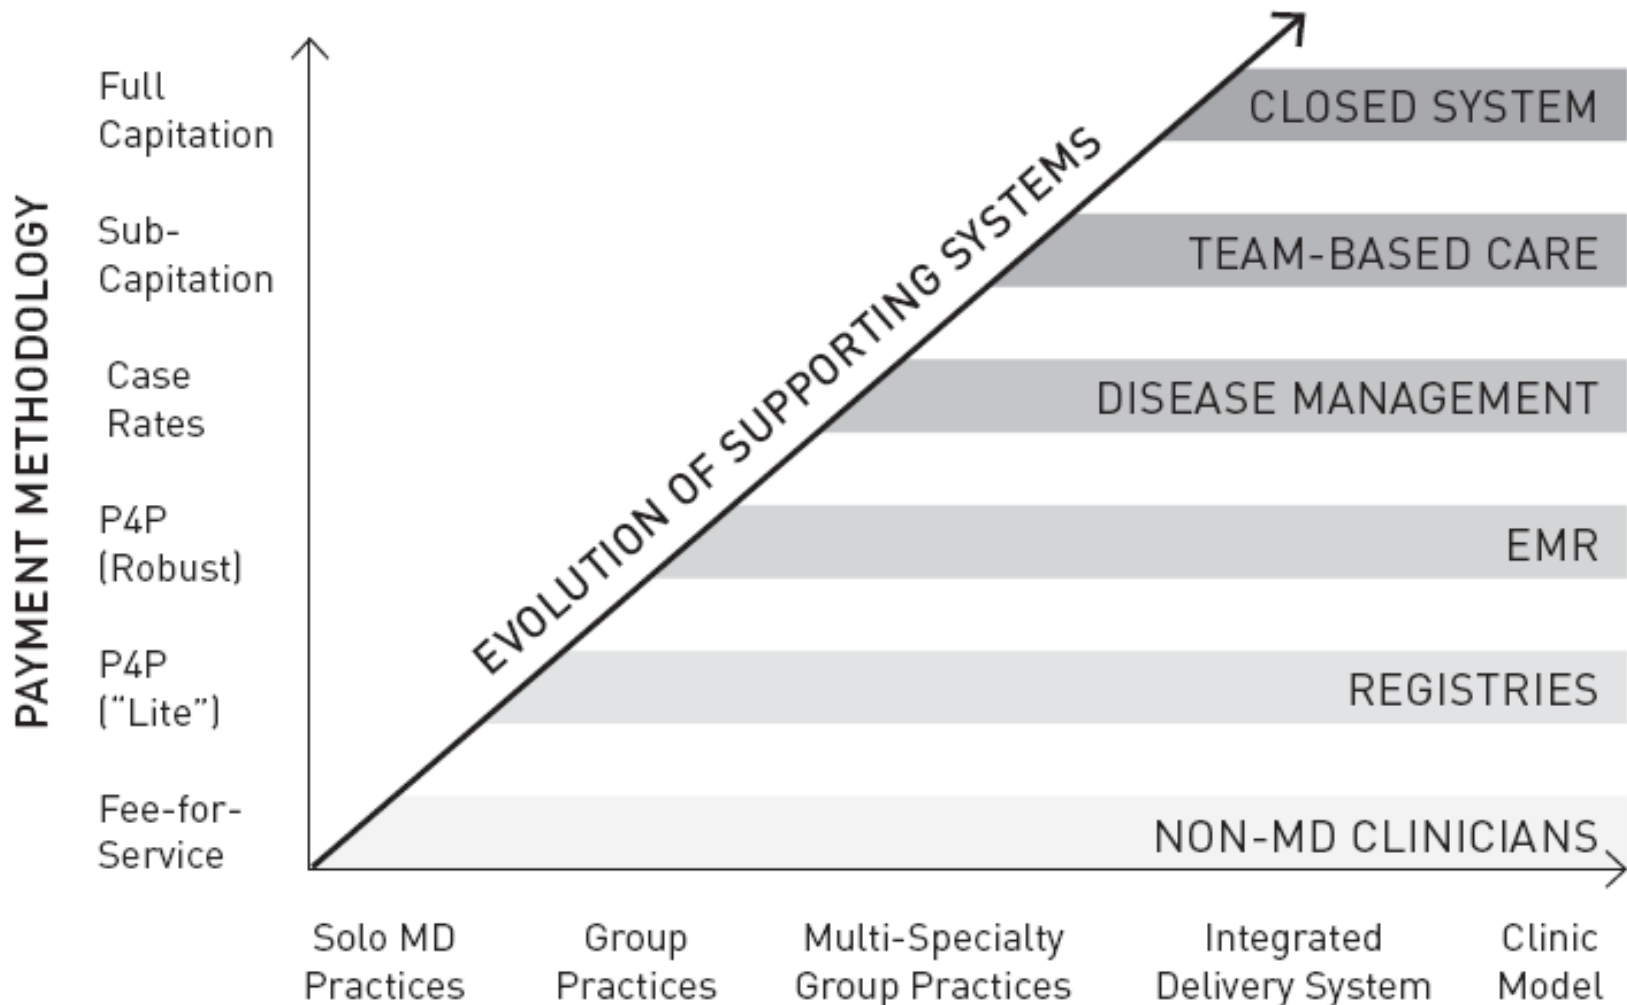 PAYMENT METHODOLOGY
Full
Capitation
Sub-
Capitation
Case
Rates
P4P
(Robust)
P4P
(“Lite”)
Fee-for-
Service
EVOLUTION OF SUPPORTING SYSTEMS
CLOSED SYSTEM
TEAM-BASED CARE
DISEASE MANAGEMENT
EMR
REGISTRIES
NON-MD CLINICIANS
Solo MD
Practices
Group
Practices
Multi-Specialty
Group Practices
Integrated
Delivery System
Clinic
Model